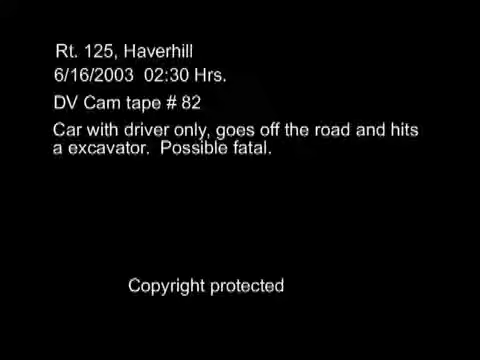 Rt. 125, Haverhill
6/16/2003 02:30 Hrs.
DV Cam tape # 82
Car with driver only, goes off the road and hits
a excavator. Possible fatal.
Copyright protected